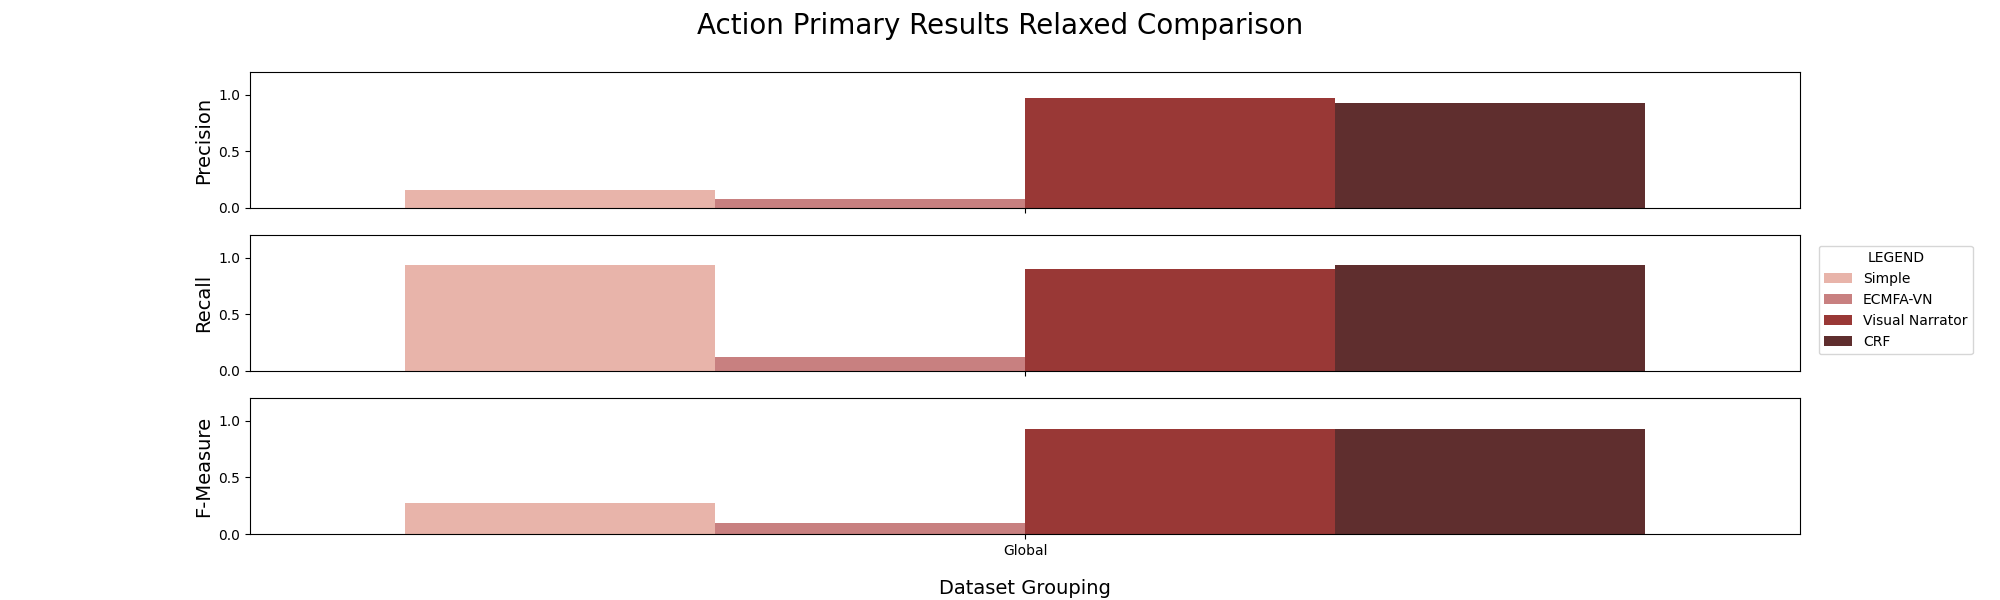 Action Primary Results Relaxed Comparison
Precision
1.0
0.5
0.0
Recall
1.0
0.5
0.0
LEGEND
Simple
ECMFA-VN
Visual Narrator
CRF
F-Measure
1.0
0.5
0.0
Global
Dataset Grouping